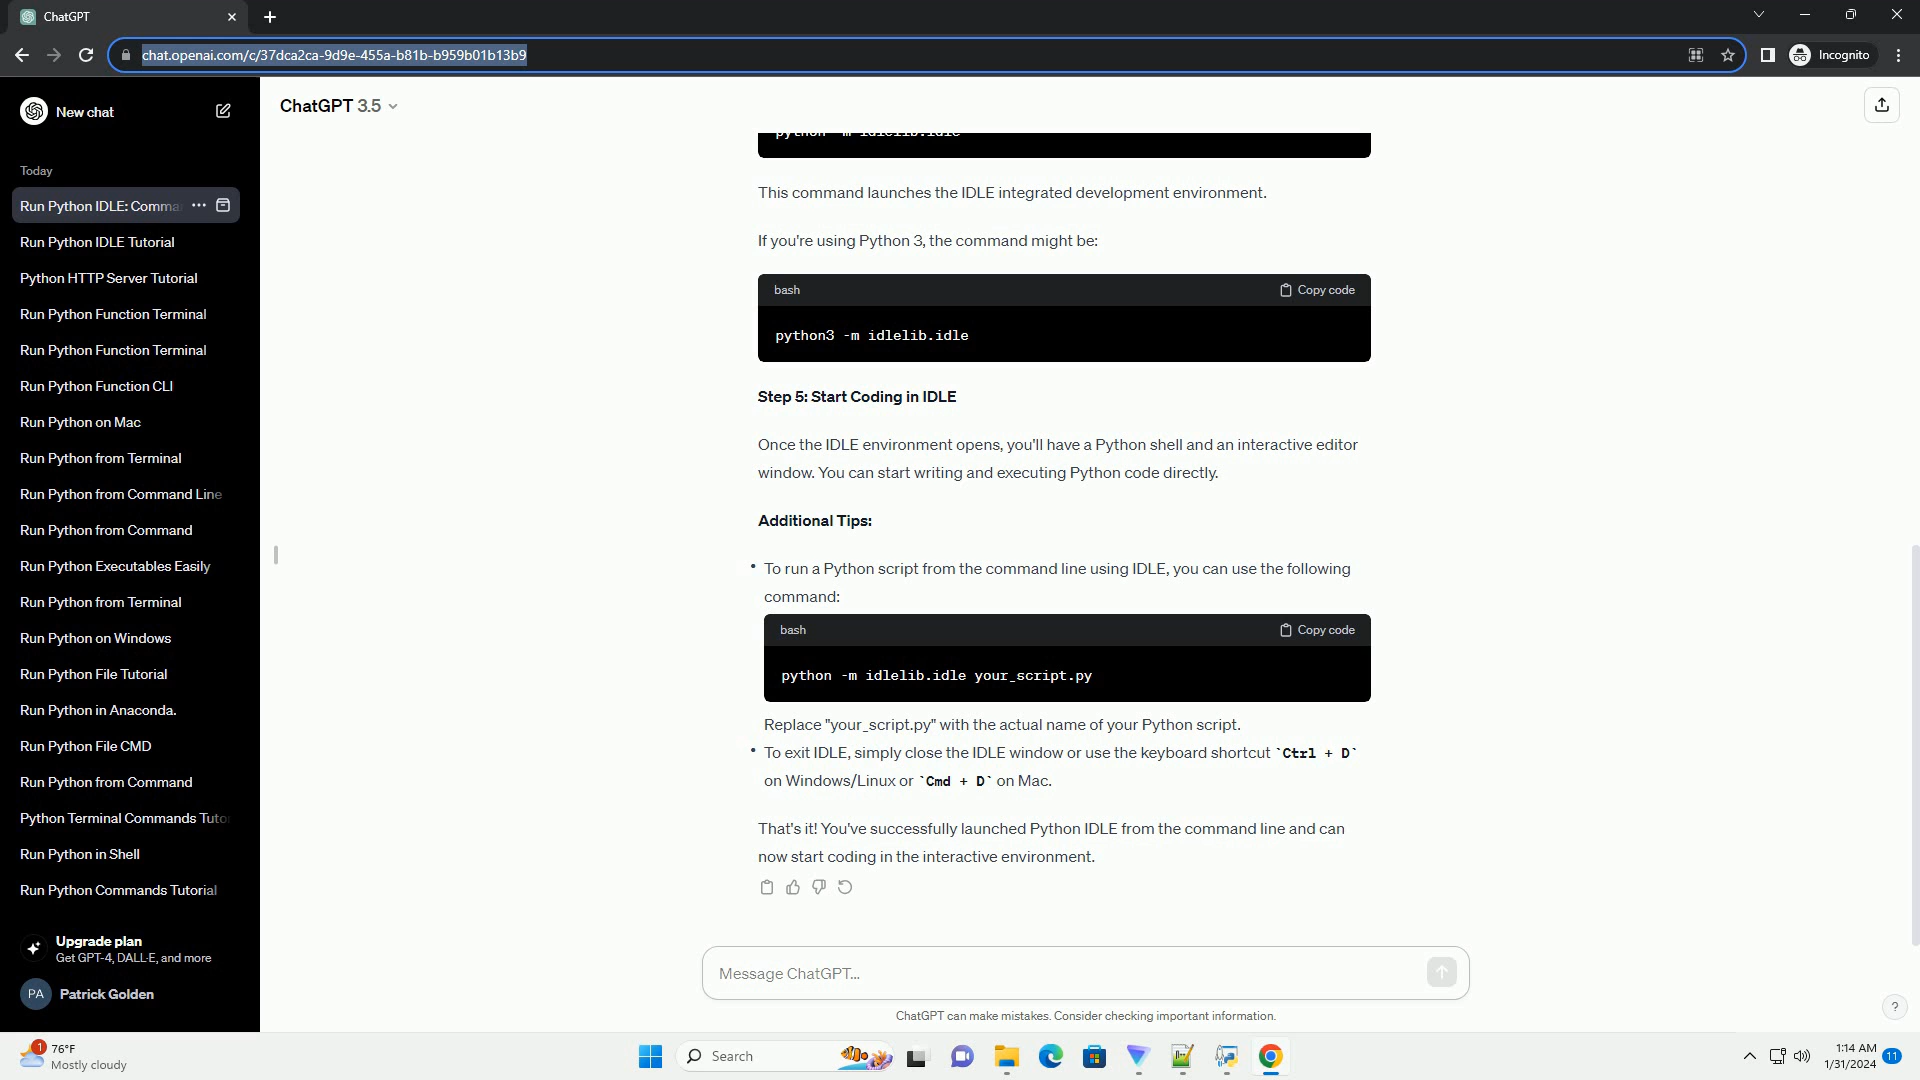 ChatGPT
chat.openai.com/c/37dca2ca-9d9e-455a-b81b-b959b01b13b9
Incognito
New chat
Today
Run Python IDLE: Comma
Run Python IDLE Tutorial
Python HTTP Server Tutorial
Run Python Function Terminal
Run Python Function Terminal
Run Python Function CLI
Run Python on Mac
Run Python from Terminal
Run Python from Command Line
Run Python from Command
Run Python Executables Easily
Run Python from Terminal
Run Python on Windows
Run Python File Tutorial
Run Python in Anaconda.
Run Python File CMD
Run Python from Command
Python Terminal Commands Tuto
Run Python in Shell
Run Python Commands Tutorial
Upgrade plan
Get GPT-4, DALL·E, and more
PA Patrick Golden
ChatGPT 3.5
python -m idlelib.idle
This command launches the IDLE integrated development environment.
If you're using Python 3, the command might be:
bash Copy code
python3 -m idlelib.idle
Step 5: Start Coding in IDLE
Once the IDLE environment opens, you'll have a Python shell and an interactive editor
window. You can start writing and executing Python code directly.
Additional Tips:
• To run a Python script from the command line using IDLE, you can use the following
command:
bash Copy code
python -m idlelib.idle your_script.py
Replace "your_script.py" with the actual name of your Python script.
• To exit IDLE, simply close the IDLE window or use the keyboard shortcut `Ctrl + D`
on Windows/Linux or `Cmd + D` on Mac.
That's it! You've successfully launched Python IDLE from the command line and can
now start coding in the interactive environment.
Message ChatGPT...
ChatGPT can make mistakes. Consider checking important information.
?
1
76°F
Mostly cloudy
Search
1:14 AM
1/31/2024
11